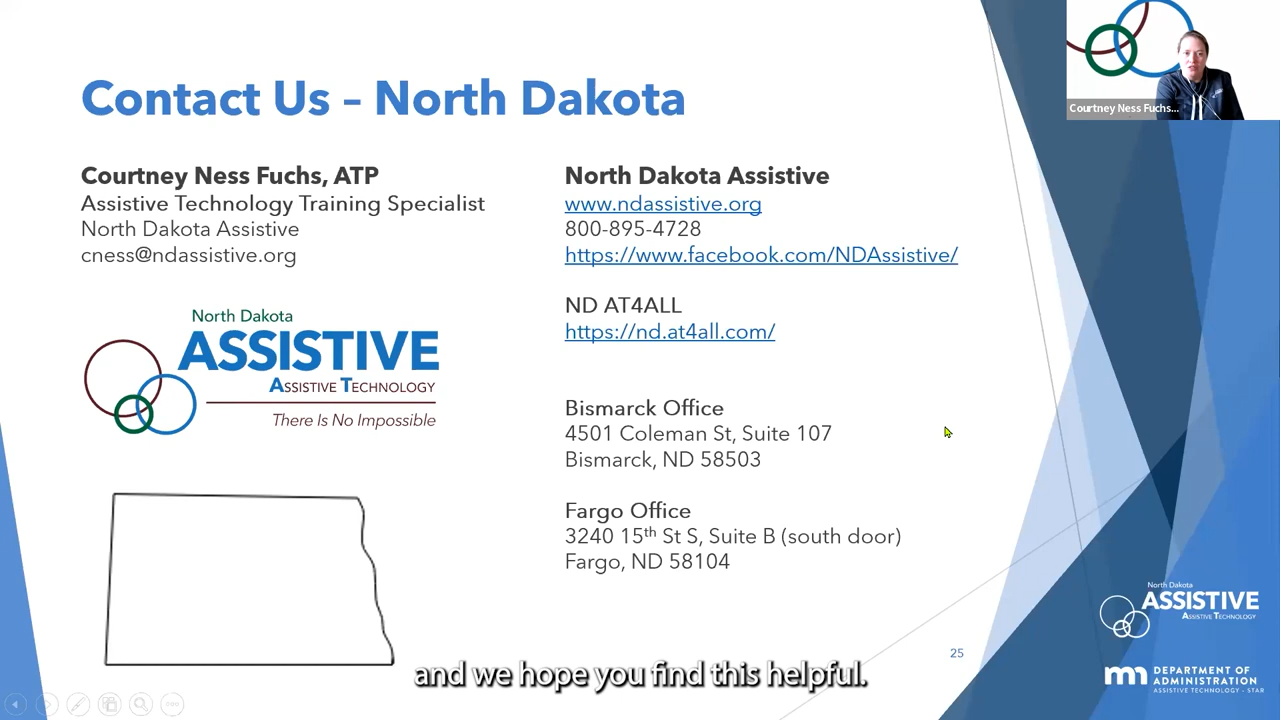 Contact Us – North Dakota
Courtney Ness Fuchs...
Courtney Ness Fuchs, ATP
Assistive Technology Training Specialist
North Dakota Assistive
cness@ndassistive.org
North Dakota
ASSISTIVE
ASSISTIVE TECHNOLOGY
There Is No Impossible
North Dakota Assistive
www.ndassistive.org
800-895-4728
https://www.facebook.com/NDAssistive/
ND AT4ALL
https://nd.at4all.com/
Bismarck Office
4501 Coleman St, Suite 107
Bismarck, ND 58503
Fargo Office
3240 15th St S, Suite B (south door)
Fargo, ND 58104
North Dakota
ASSISTIVE
ASSISTIVE TECHNOLOGY
25
mn DEPARTMENT OF
ADMINISTRATION
ASSISTIVE TECHNOLOGY - STAR
and we hope you find this helpful.